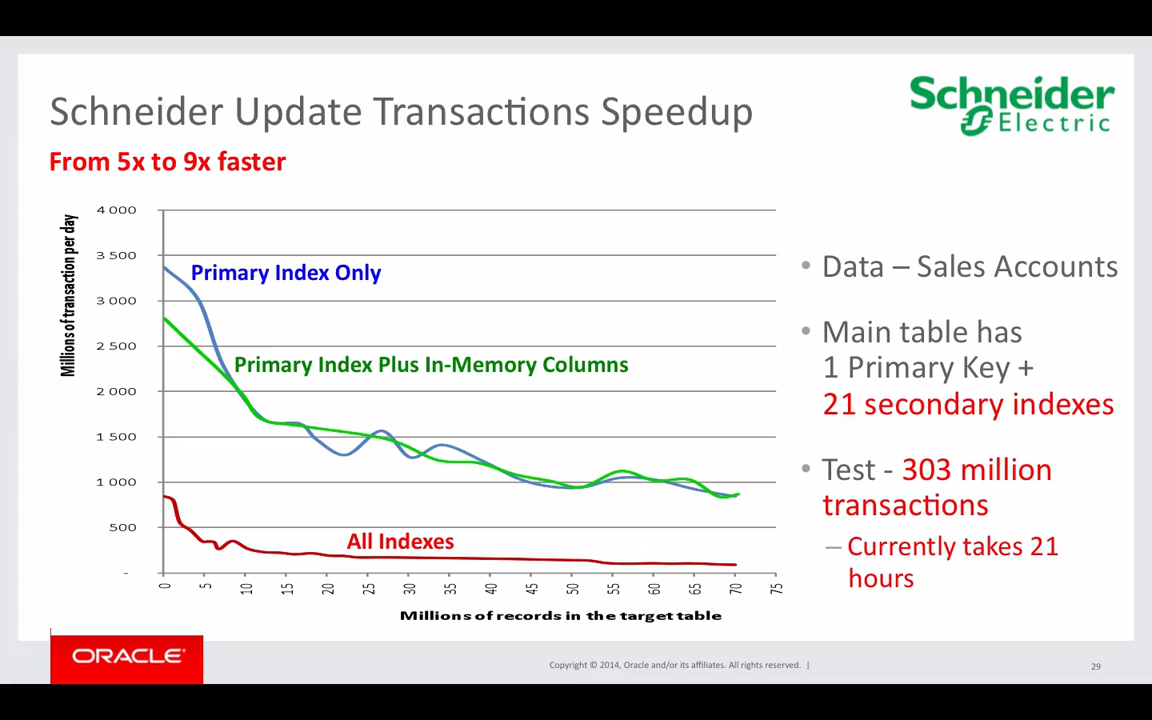 Schneider Update Transactions Speedup
From 5x to 9x faster
Schneider
Electric
Millions of transaction per day
4 000
3 500
3 000
2 500
2 000
1 500
1 000
500
-
Primary Index Only
Primary Index Plus In-Memory Columns
All Indexes
0 5 10 15 20 25 30 35 40 45 50 55 60 65 70 75
Millions of records in the target table
• Data – Sales Accounts
• Main table has
1 Primary Key +
21 secondary indexes
• Test - 303 million
transactions
– Currently takes 21
hours
ORACLE®
Copyright © 2014, Oracle and/or its affiliates. All rights reserved. |
29